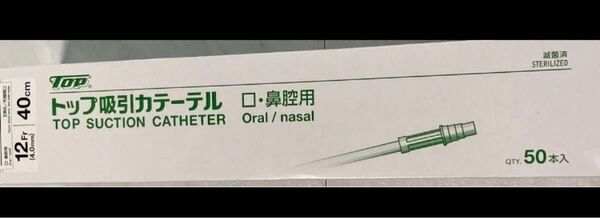 滅菌済
STERILIZED
Top
トップ吸引カテーテル
口・鼻腔用
TOP SUCTION CATHETER
Oral / nasal
40cm
12Fr
(4.0mm)
QTY. 50本入